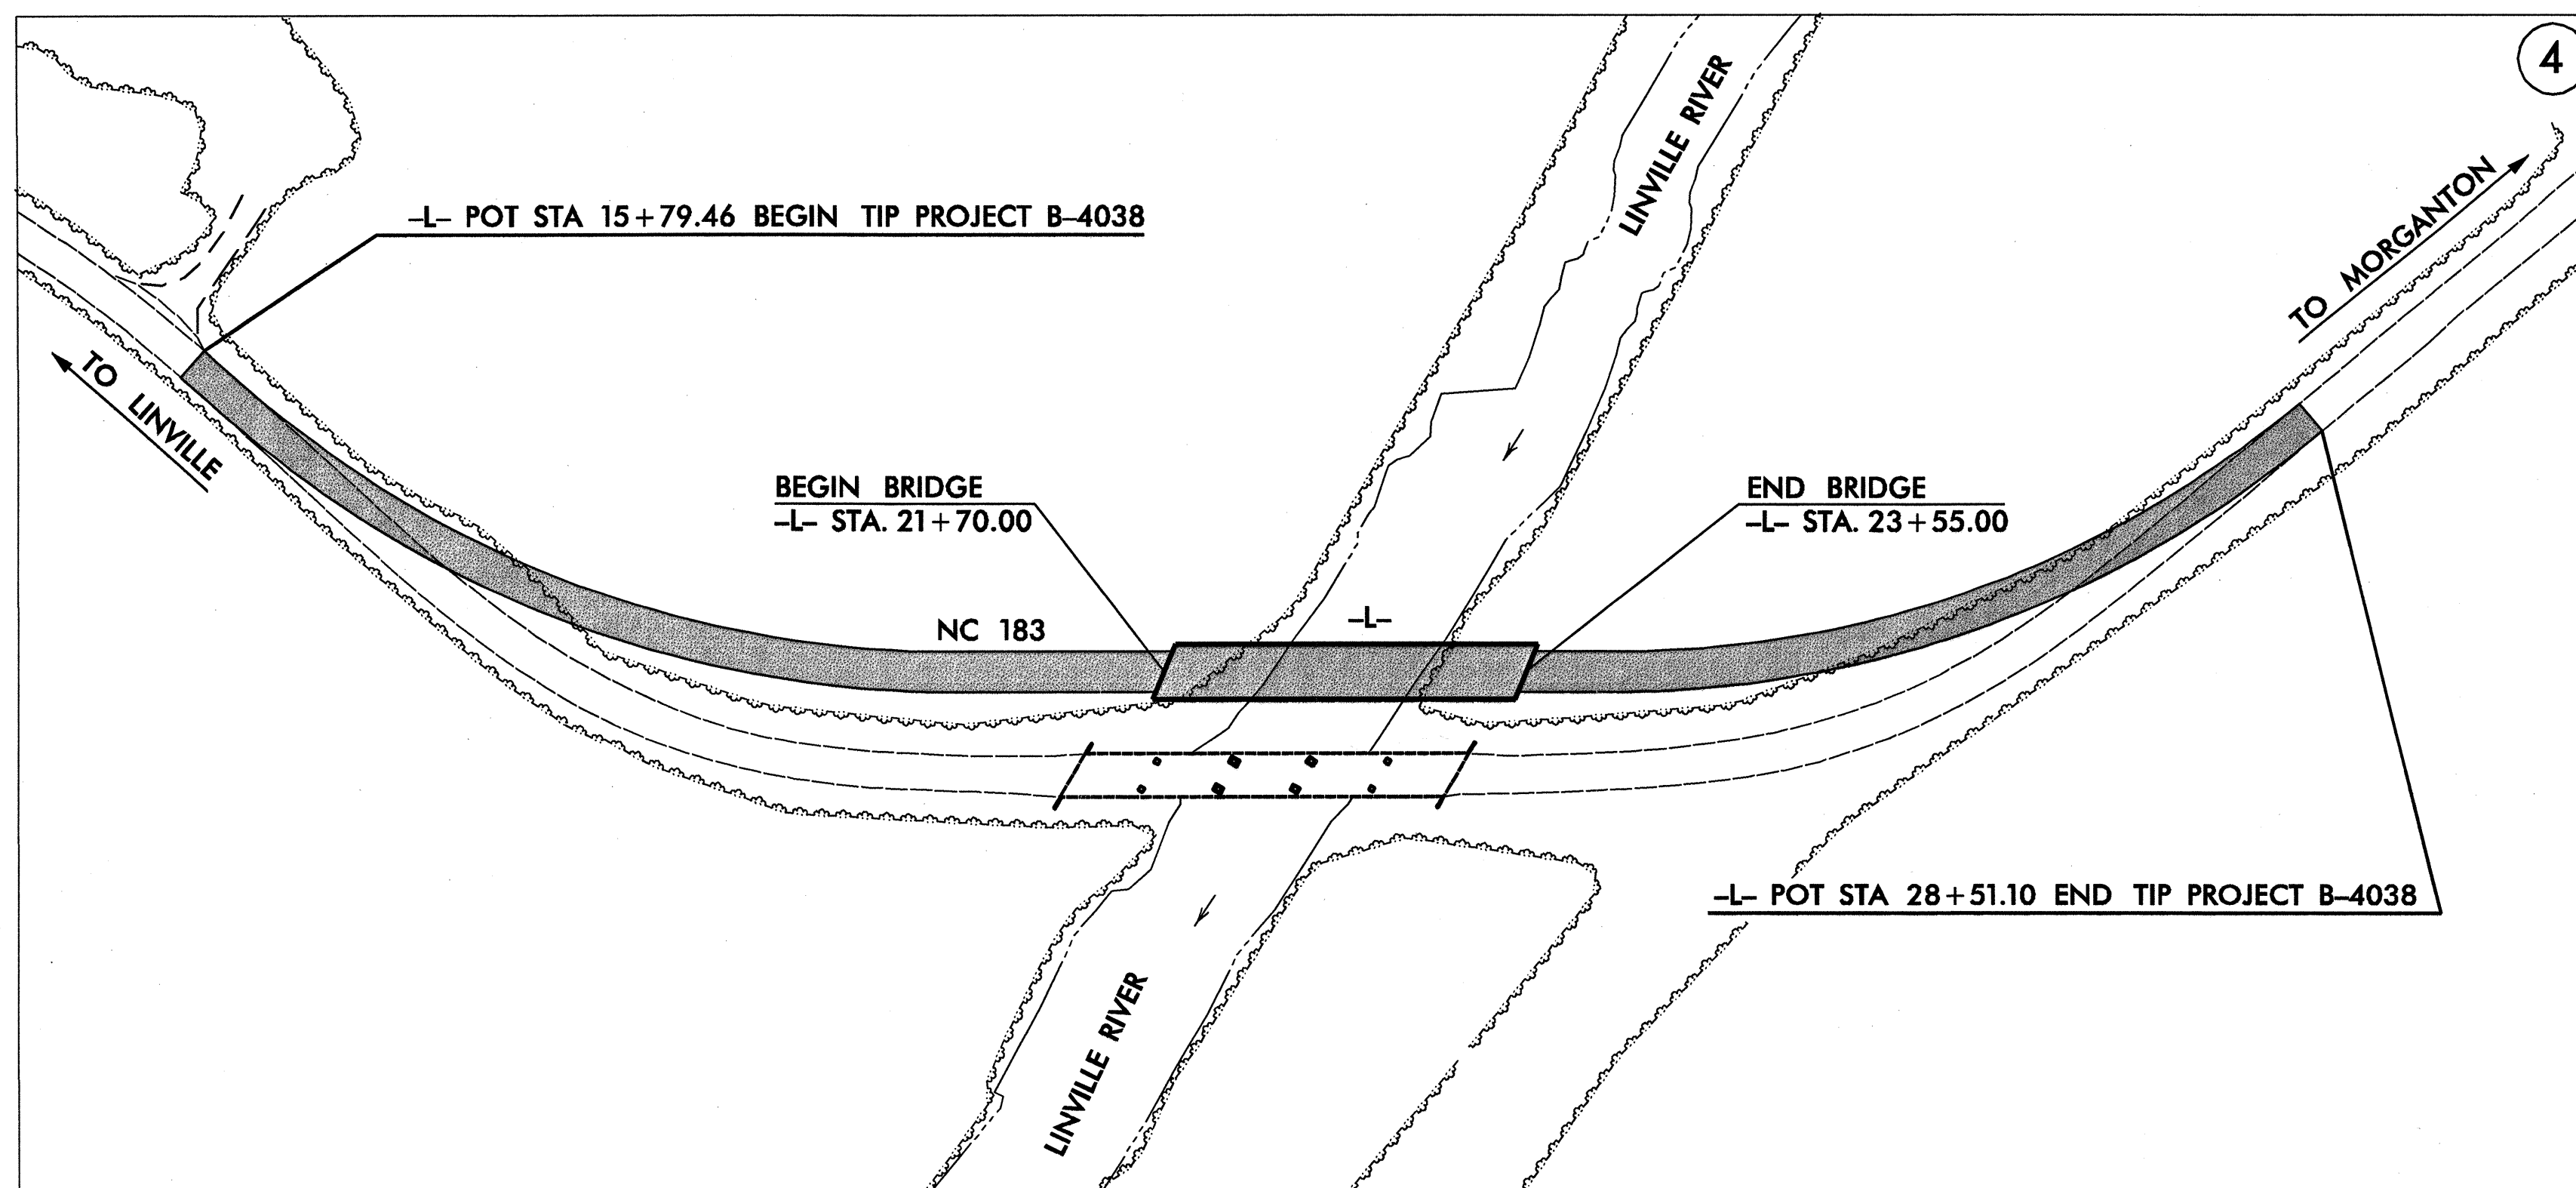 4
LINVILLE RIVER
–L– POT STA 15+79.46 BEGIN TIP PROJECT B–4038
TO MORGANTON
TO LINVILLE
BEGIN BRIDGE
–L– STA. 21+70.00
END BRIDGE
–L– STA. 23+55.00
NC 183
–L–
–L– POT STA 28+51.10 END TIP PROJECT B–4038
LINVILLE RIVER